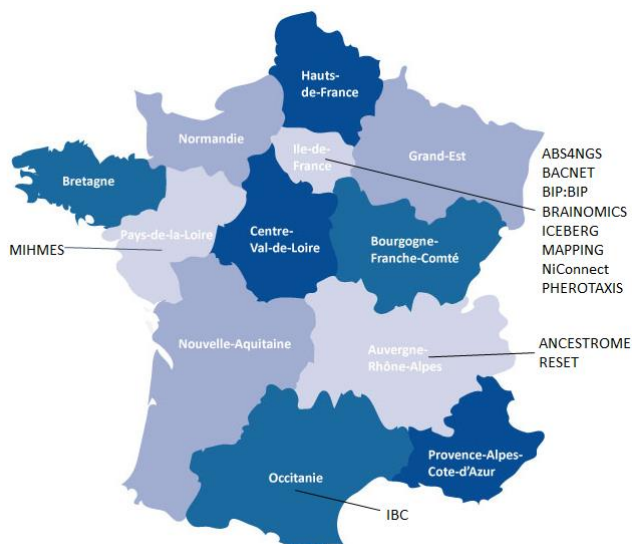 Hauts-
de-France
Normandie
Ile-de-
France
Grand-Est
Bretagne
Pays-de-la-Loire
Centre-
Val-de-Loire
Bourgogne-
Franche-Comté
MIHMES
ABS4NGS
BACNET
BIP:BIP
BRAINOMICS
ICEBERG
MAPPING
NiConnect
PHEROTAXIS
Nouvelle-Aquitaine
Auvergne-
Rhône-Alpes
ANCESTROME
RESET
Occitanie
Provence-Alpes-
Cote-d'Azur
IBC